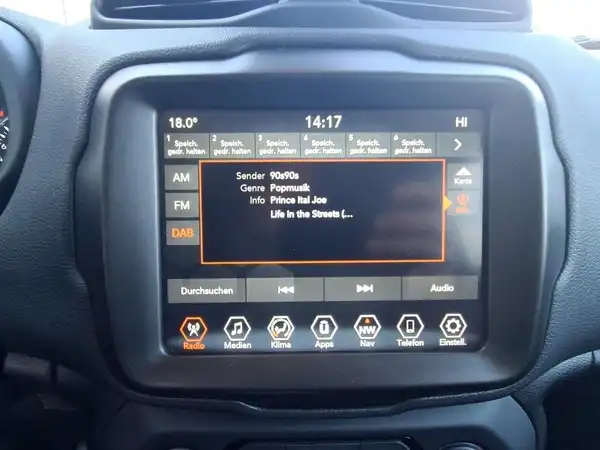 18.0° 14:17 HI
1 2 3 4 5 6
Speich. Speich. Speich. Speich. Speich. Speich.
gedr. halten gedr. halten gedr. halten gedr. halten gedr. halten gedr. halten
AM
FM
DAB
Sender 90s90s
Genre Popmusik
Info Prince Ital Joe
Life in the Streets (...
Karte
Durchsuchen
Audio
Radio Medien Klima Apps NW Nav Telefon Einstell.